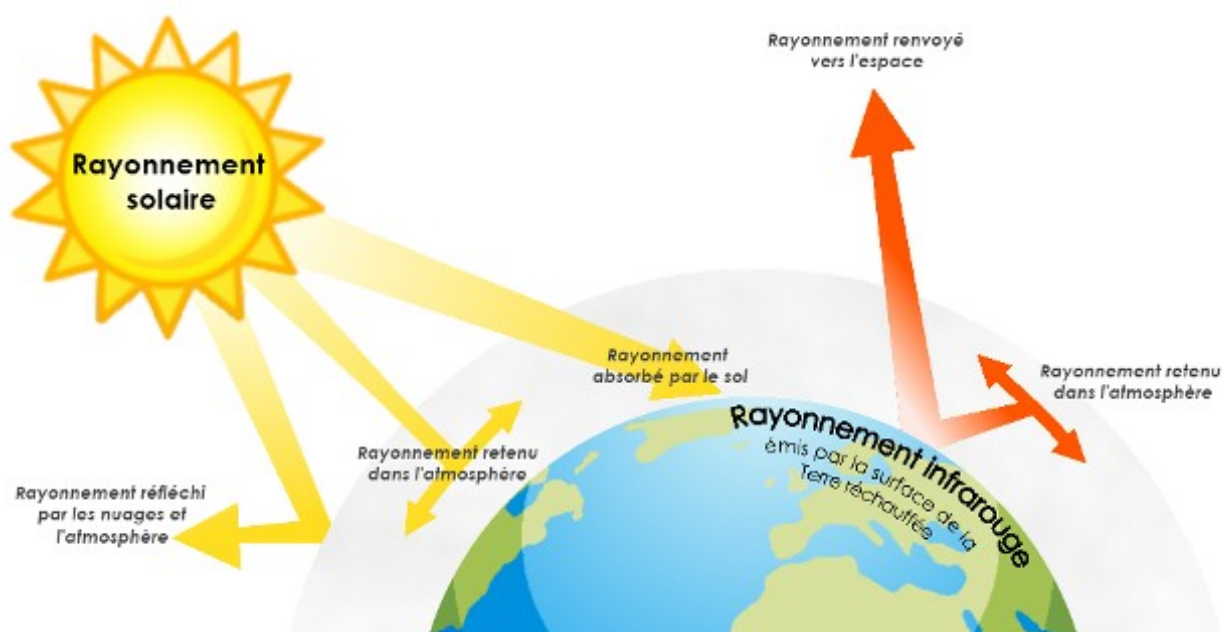 Rayonnement renvoyé
vers l'espace
Rayonnement
solaire
Rayonnement
absorbé par le sol
Rayonnement retenu
dans l'atmosphère
Rayonnement retenu
dans l'atmosphère
Rayonnement réfléchi
par les nuages et
l'atmosphère
Rayonnement infrarouge
émis par la surface de la
Terre réchauffée